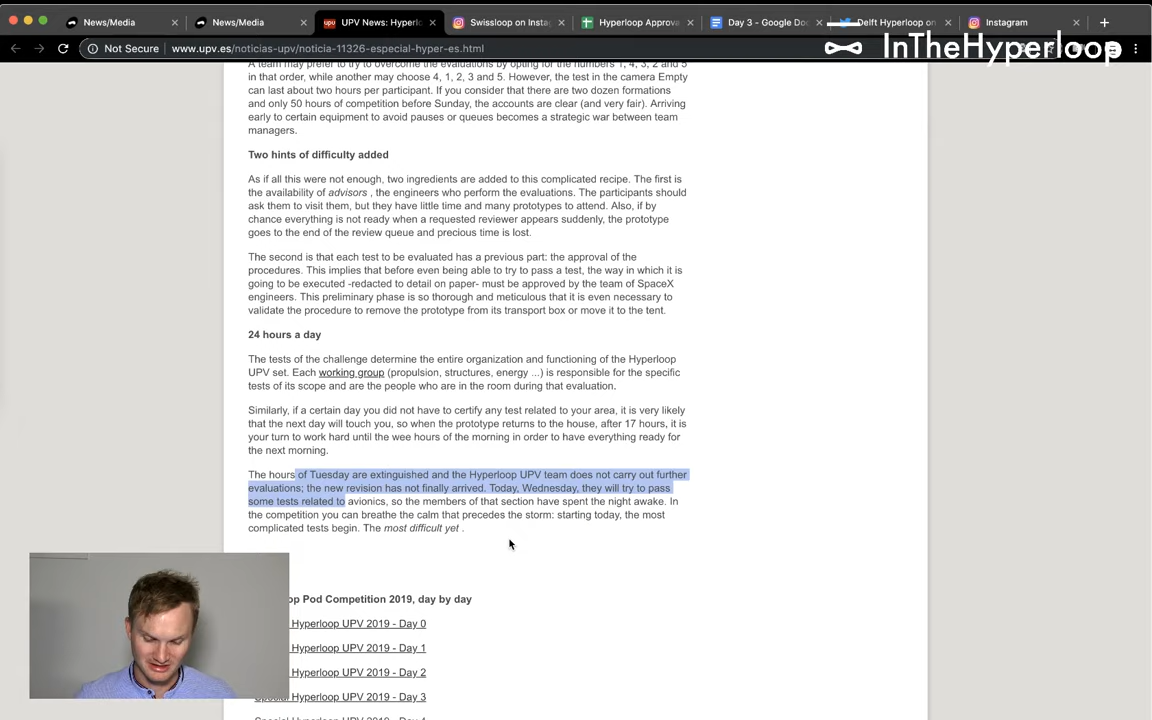 News/Media
News/Media
UPV News: Hyperl
Swissloop on Insta
Hyperloop Approva
Day 3 - Google Do
Delft Hyperloop on
Instagram
Not Secure
www.upv.es/noticias-upv/noticia-11326-especial-hyper-es.html
InTheHyperloop
A team may prefer to try to overcome the evaluations by opting for the numbers 1, 4, 3, 2 and 5
in that order, while another may choose 4, 1, 2, 3 and 5. However, the test in the camera Empty
can last about two hours per participant. If you consider that there are two dozen formations
and only 50 hours of competition before Sunday, the accounts are clear (and very fair). Arriving
early to certain equipment to avoid pauses or queues becomes a strategic war between team
managers.
Two hints of difficulty added
As if all this were not enough, two ingredients are added to this complicated recipe. The first is
the availability of advisors , the engineers who perform the evaluations. The participants should
ask them to visit them, but they have little time and many prototypes to attend. Also, if by
chance everything is not ready when a requested reviewer appears suddenly, the prototype
goes to the end of the review queue and precious time is lost.
The second is that each test to be evaluated has a previous part: the approval of the
procedures. This implies that before even being able to try to pass a test, the way in which it is
going to be executed -redacted to detail on paper- must be approved by the team of SpaceX
engineers. This preliminary phase is so thorough and meticulous that it is even necessary to
validate the procedure to remove the prototype from its transport box or move it to the tent.
24 hours a day
The tests of the challenge determine the entire organization and functioning of the Hyperloop
UPV set. Each working group (propulsion, structures, energy ...) is responsible for the specific
tests of its scope and are the people who are in the room during that evaluation.
Similarly, if a certain day you did not have to certify any test related to your area, it is very likely
that the next day will touch you, so when the prototype returns to the house, after 17 hours, it is
your turn to work hard until the wee hours of the morning in order to have everything ready for
the next morning.
The hours of Tuesday are extinguished and the Hyperloop UPV team does not carry out further
evaluations; the new revision has not finally arrived. Today, Wednesday, they will try to pass
some tests related to avionics, so the members of that section have spent the night awake. In
the competition you can breathe the calm that precedes the storm: starting today, the most
complicated tests begin. The most difficult yet .
op Pod Competition 2019, day by day
Hyperloop UPV 2019 - Day 0
Hyperloop UPV 2019 - Day 1
Hyperloop UPV 2019 - Day 2
Special Hyperloop UPV 2019 - Day 3
Special Hyperloop UPV 2019 - Day 4